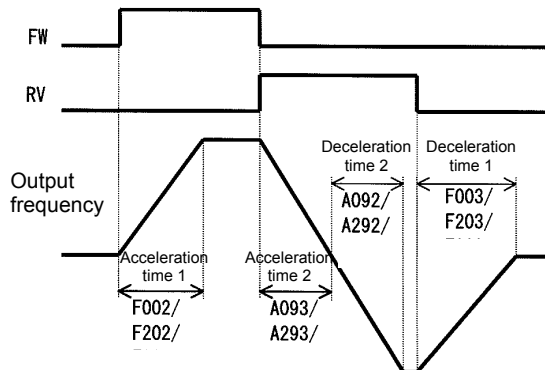 FW
RV
Deceleration
time 2
Deceleration
time 1
A092/
A292/
F003/
F203/
Output
frequency
Acceleration
time 1
Acceleration
time 2
F002/
F202/
A093/
A293/